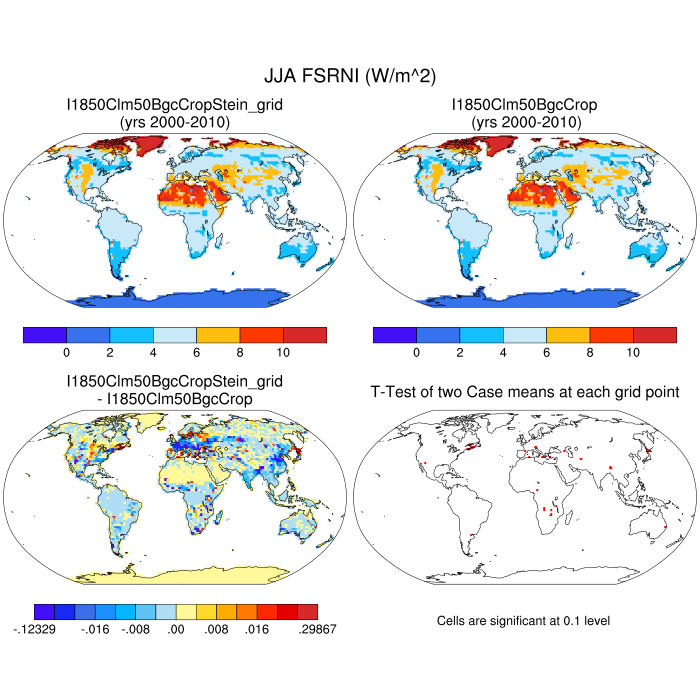 JJA FSRNI (W/m^2)
I1850Clm50BgcCropStein_grid
(yrs 2000-2010)
I1850Clm50BgcCrop
(yrs 2000-2010)
0 2 4 6 8 10
0 2 4 6 8 10
I1850Clm50BgcCropStein_grid
- I1850Clm50BgcCrop
T-Test of two Case means at each grid point
-.12329 -.016 -.008 .00 .008 .016 .29867
Cells are significant at 0.1 level